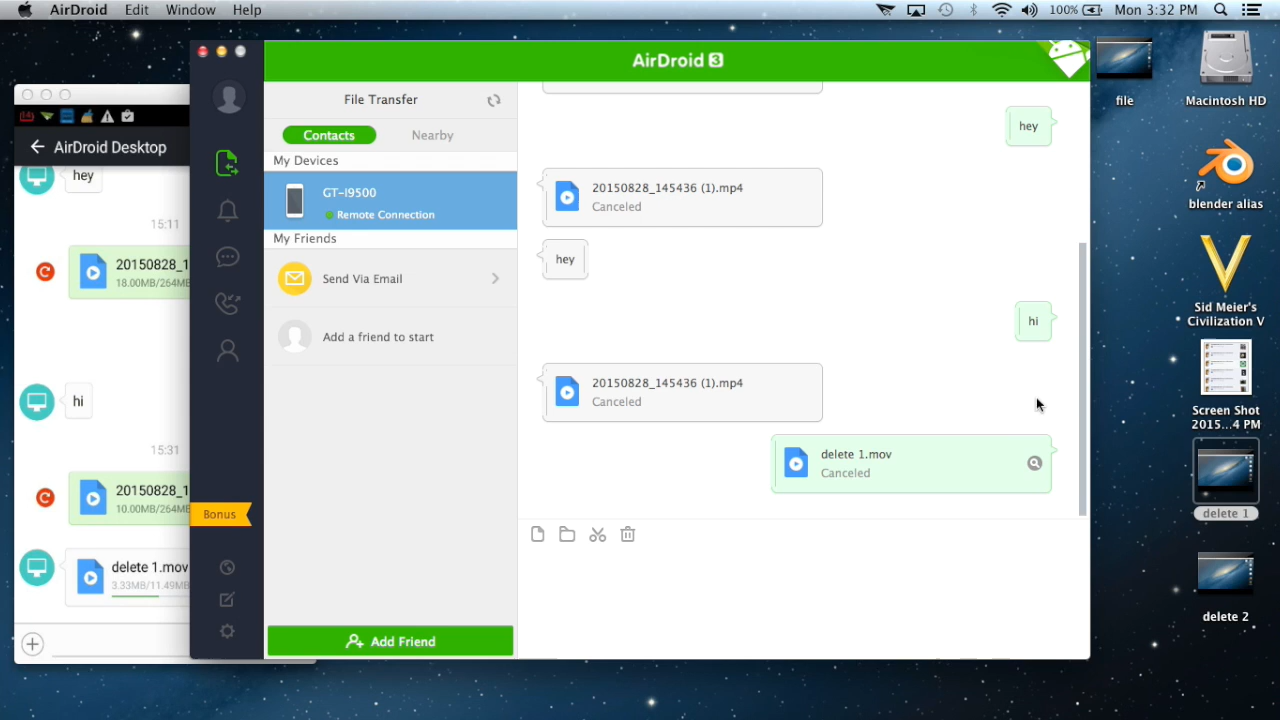 AirDroid Edit Window Help
100% Mon 3:32 PM
AirDroid Desktop
hey
15:11
20150828_1
18.00MB/264MB
hi
15:31
20150828_1
10.00MB/264MB
delete 1.mov
3.33MB/11.49MB
Bonus
AirDroid 3
File Transfer
Contacts Nearby
My Devices
GT-I9500
Remote Connection
My Friends
Send Via Email
Add a friend to start
Add Friend
hey
20150828_145436 (1).mp4
Canceled
hey
hi
20150828_145436 (1).mp4
Canceled
delete 1.mov
Canceled
file
Macintosh HD
blender alias
Sid Meier's
Civilization V
Screen Shot
2015...4 PM
delete 1
delete 2